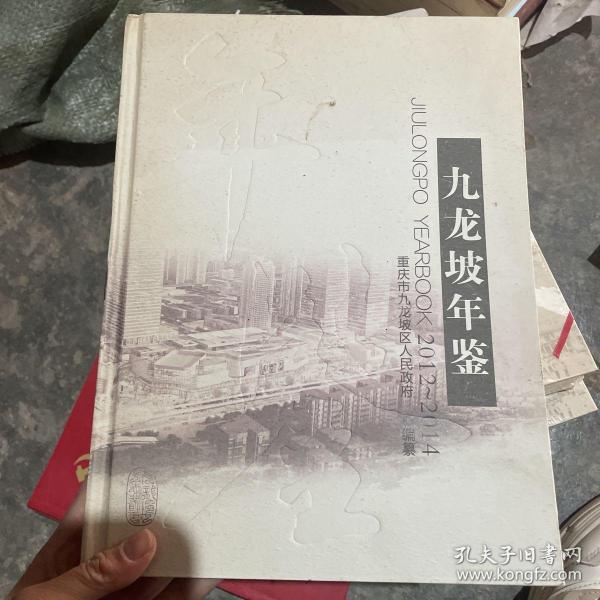 九龙坡年鉴
JIULONGPO YEARBOOK 2012~2014
重庆市九龙坡区人民政府 编纂
孔夫子旧书网
www.kongfz.com